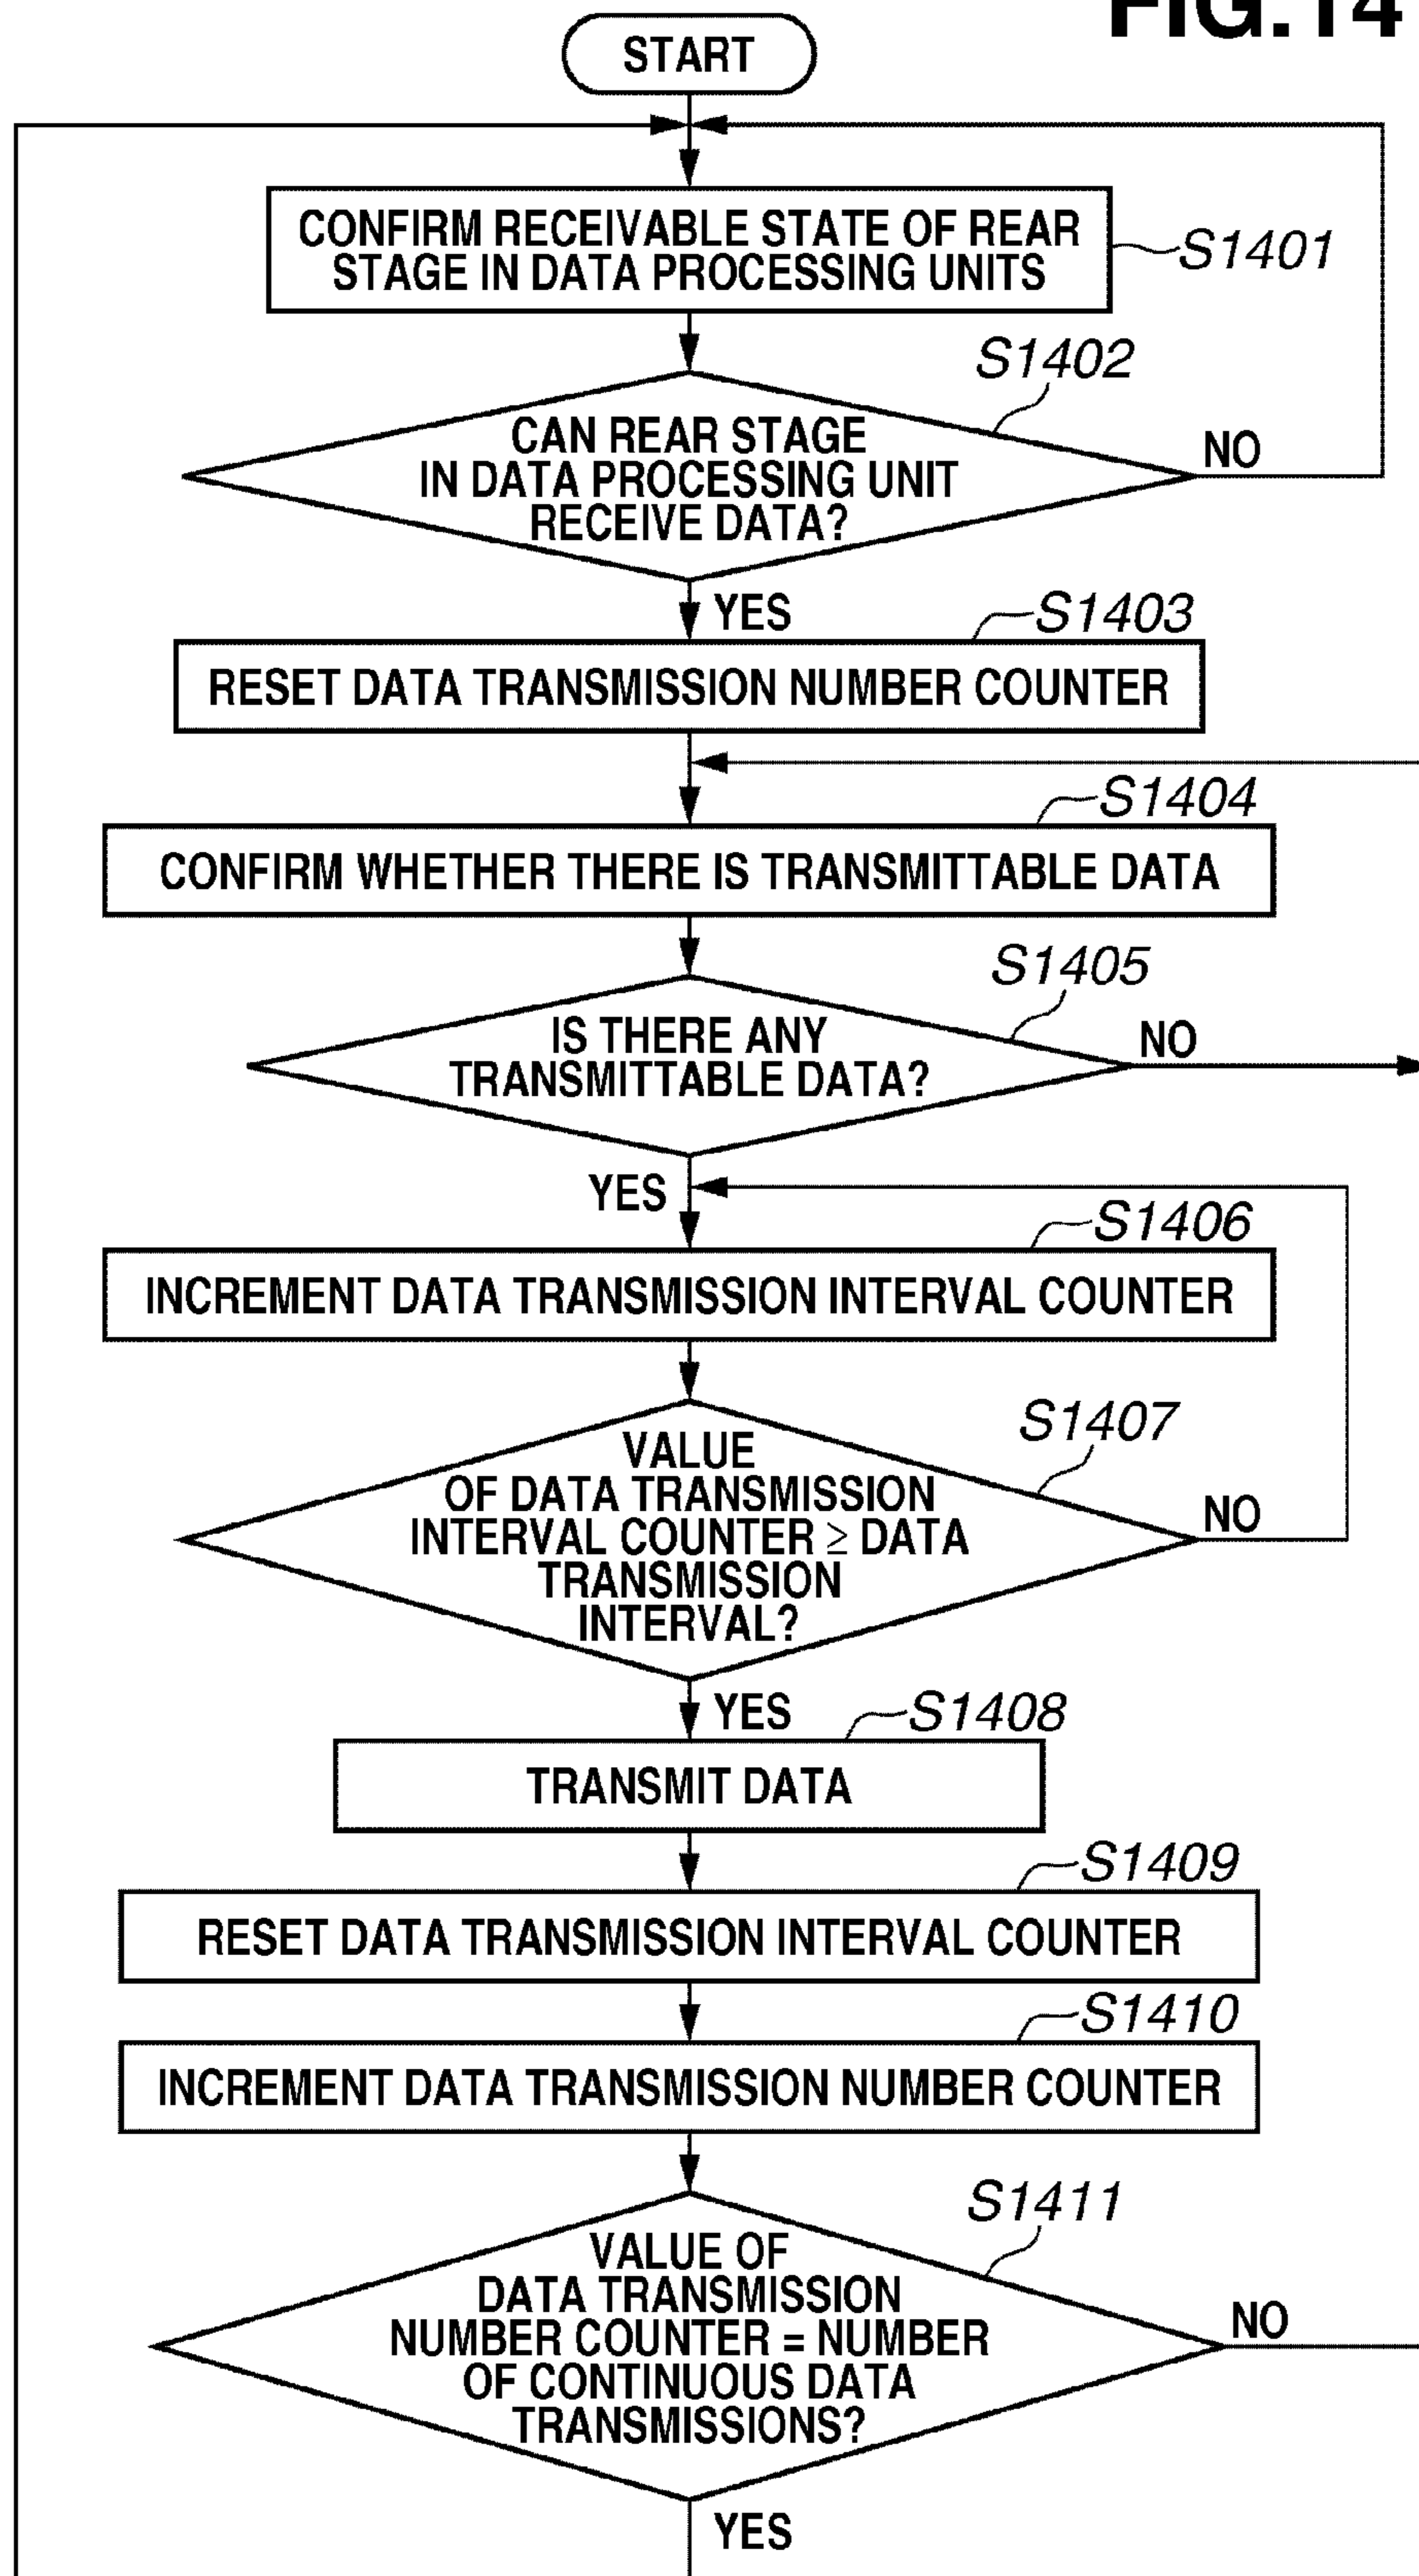 FIG.14
START
CONFIRM RECEIVABLE STATE OF REAR
STAGE IN DATA PROCESSING UNITS
S1401
S1402
CAN REAR STAGE
IN DATA PROCESSING UNIT
RECEIVE DATA?
NO
YES
S1403
RESET DATA TRANSMISSION NUMBER COUNTER
S1404
CONFIRM WHETHER THERE IS TRANSMITTABLE DATA
S1405
IS THERE ANY
TRANSMITTABLE DATA?
NO
YES
S1406
INCREMENT DATA TRANSMISSION INTERVAL COUNTER
S1407
VALUE
OF DATA TRANSMISSION
INTERVAL COUNTER ≥ DATA
TRANSMISSION
INTERVAL?
NO
YES
S1408
TRANSMIT DATA
S1409
RESET DATA TRANSMISSION INTERVAL COUNTER
S1410
INCREMENT DATA TRANSMISSION NUMBER COUNTER
S1411
VALUE OF
DATA TRANSMISSION
NUMBER COUNTER = NUMBER
OF CONTINUOUS DATA
TRANSMISSIONS?
NO
YES